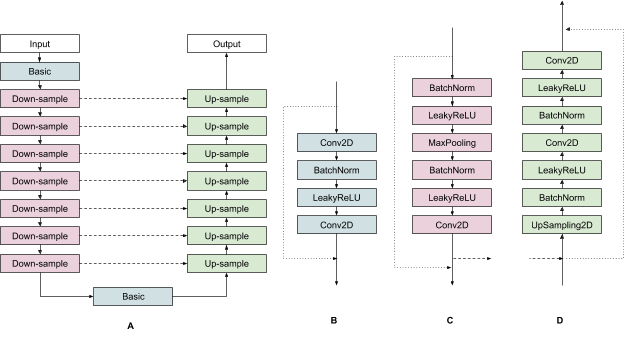 Input
Basic
Down-sample
Down-sample
Down-sample
Down-sample
Down-sample
Down-sample
Down-sample
Basic
Output
Up-sample
Up-sample
Up-sample
Up-sample
Up-sample
Up-sample
Up-sample
A
Conv2D
BatchNorm
LeakyReLU
Conv2D
B
BatchNorm
LeakyReLU
MaxPooling
BatchNorm
LeakyReLU
Conv2D
C
Conv2D
LeakyReLU
BatchNorm
Conv2D
LeakyReLU
BatchNorm
UpSampling2D
D